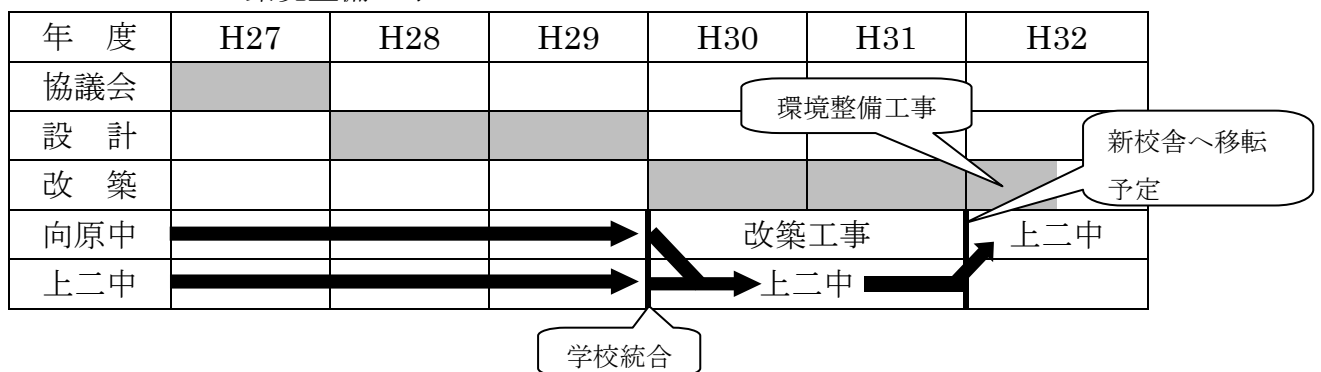 年 度 H27 H28 H29 H30 H31 H32
協議会
設 計
環境整備工事
新校舎へ移転
予定
改 築
向原中 改築工事 上二中
上二中 上二中
学校統合